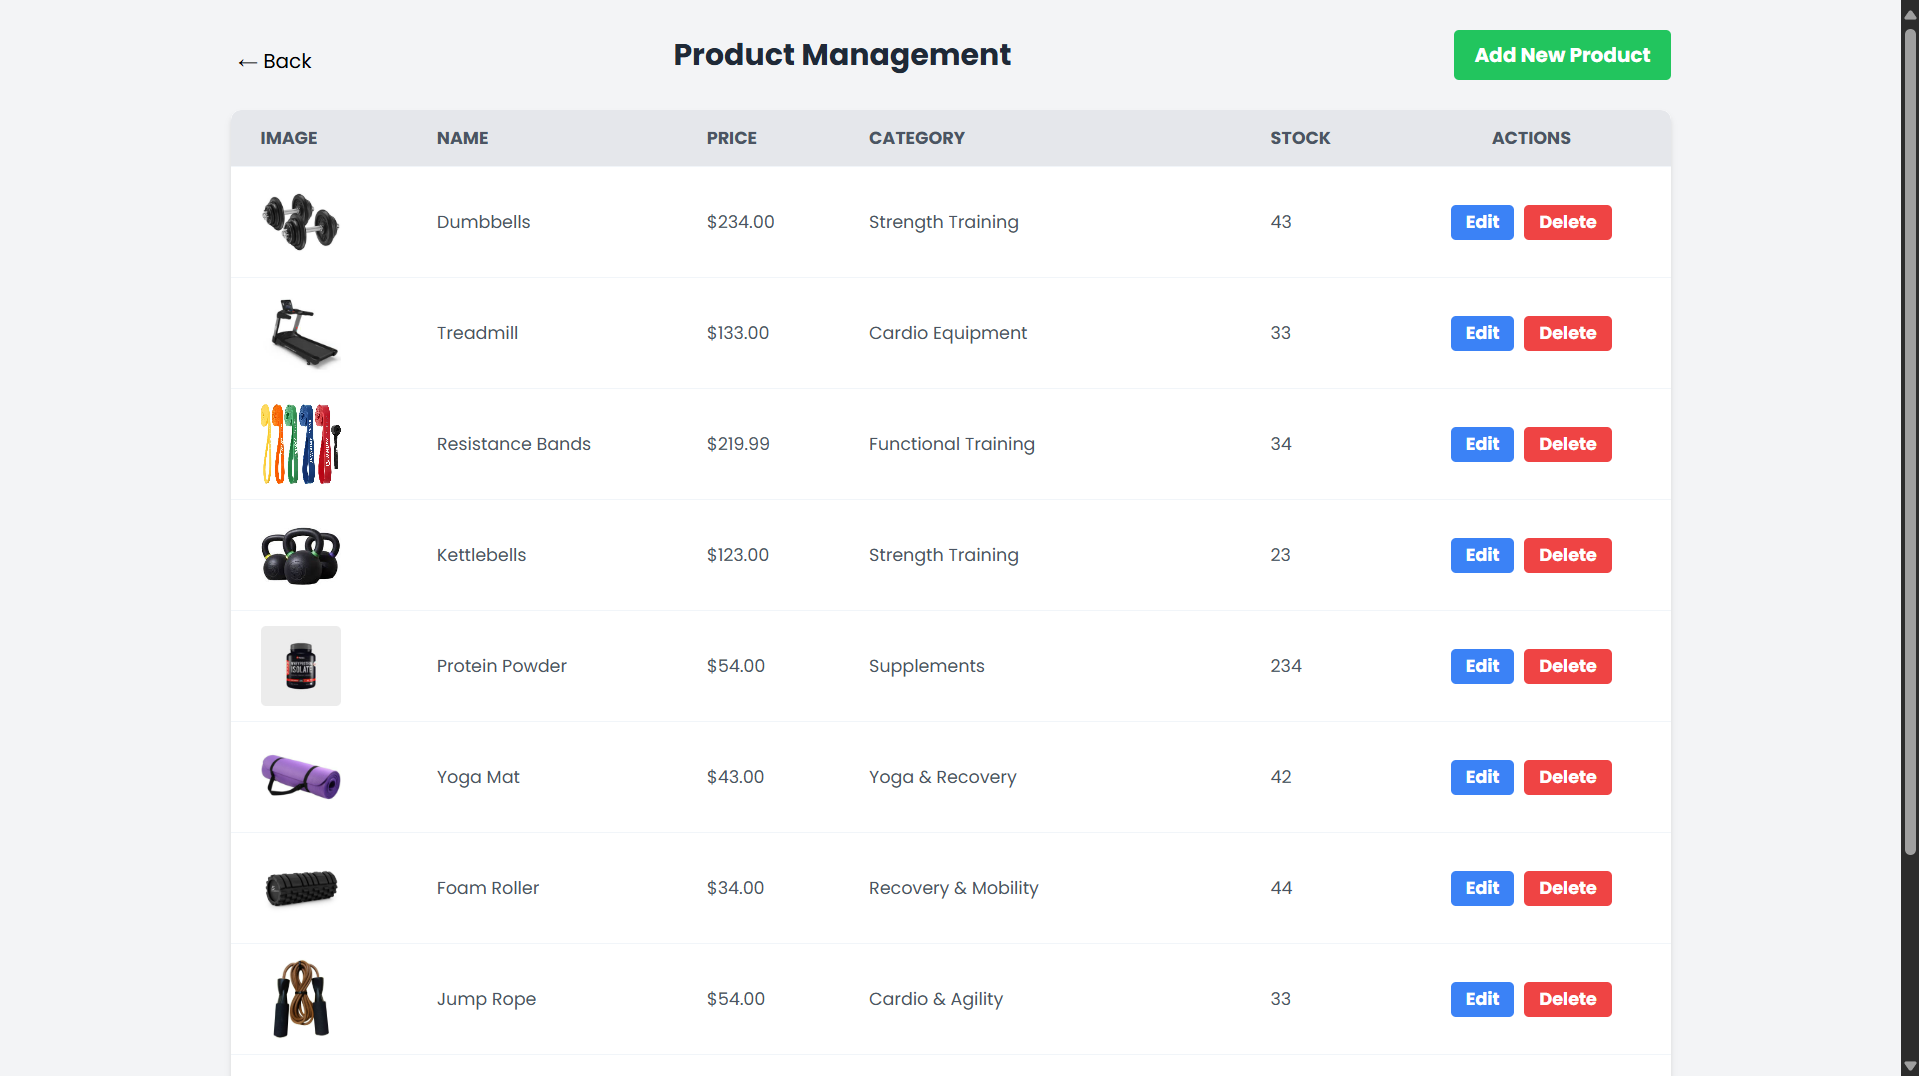 ← Back
Product Management
Add New Product
IMAGE NAME PRICE CATEGORY STOCK ACTIONS
Dumbbells $234.00 Strength Training 43 Edit Delete
Treadmill $133.00 Cardio Equipment 33 Edit Delete
Resistance Bands $219.99 Functional Training 34 Edit Delete
Kettlebells $123.00 Strength Training 23 Edit Delete
ISOLATE
Protein Powder $54.00 Supplements 234 Edit Delete
Yoga Mat $43.00 Yoga & Recovery 42 Edit Delete
Foam Roller $34.00 Recovery & Mobility 44 Edit Delete
Jump Rope $54.00 Cardio & Agility 33 Edit Delete